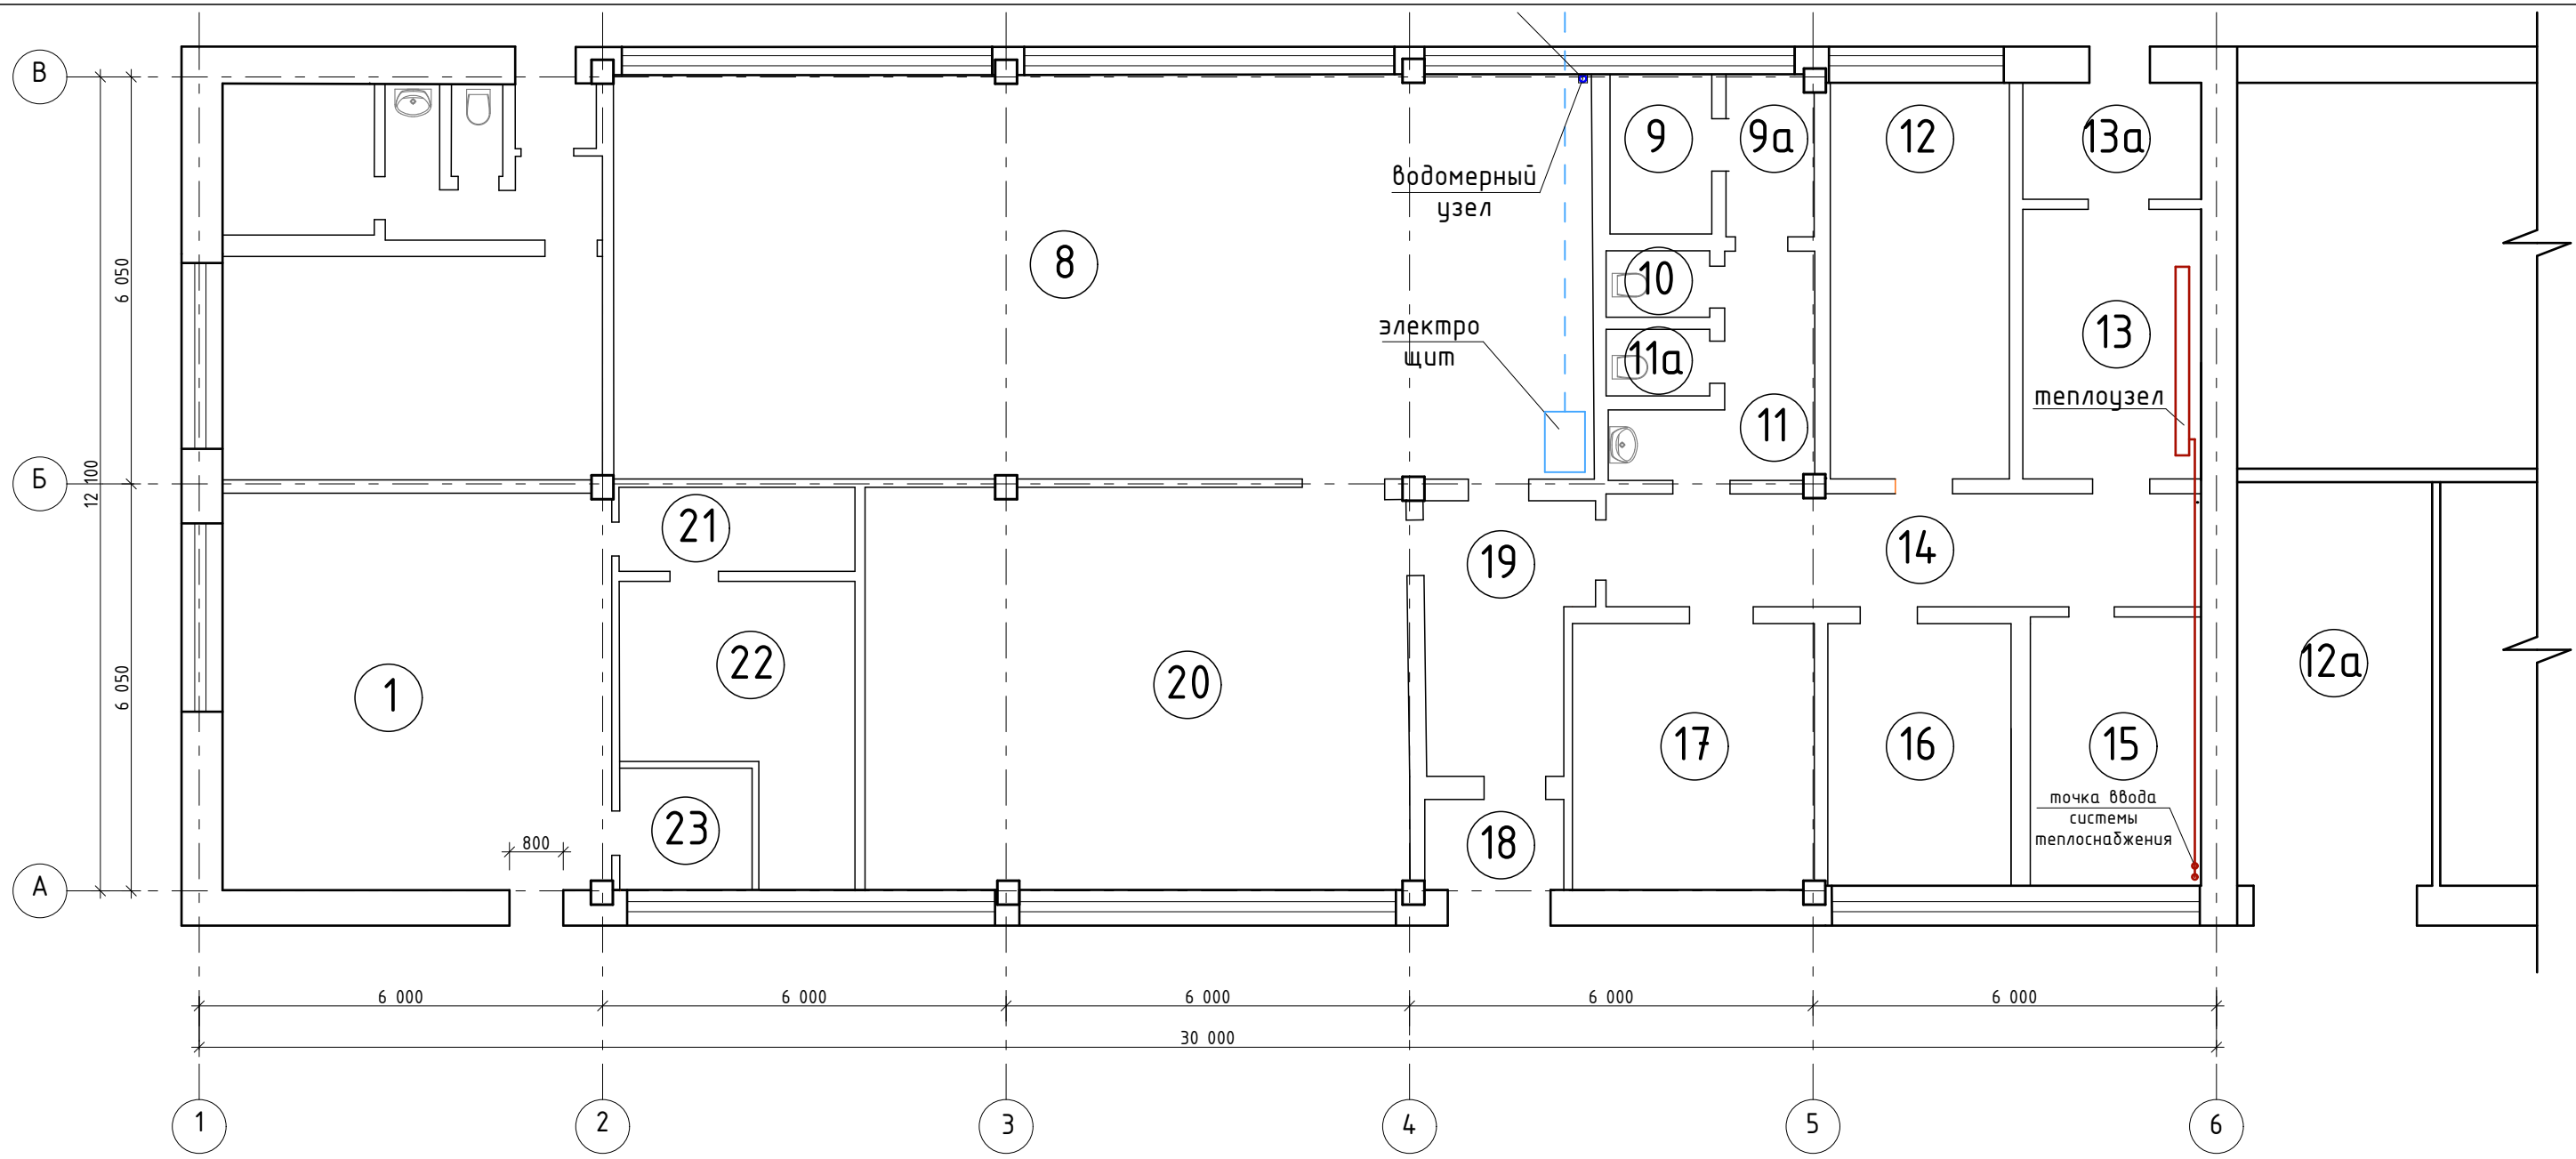 В
9
9а
12
13а
водомерный
узел
8
10
6 050
13
электро
щит
11а
теплоузел
11
Б
12 100
21
14
19
22
12а
6 050
1
20
17
16
15
точка ввода
системы
теплоснабжения
23
800
18
А
6 000
6 000
6 000
6 000
6 000
30 000
1
2
3
4
5
6